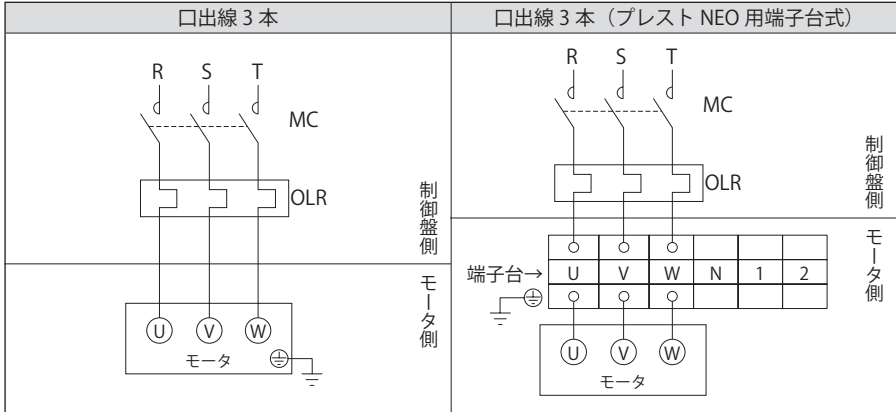 口出線 3 本
R S T
MC
OLR
制御盤側
モータ側
U V W
モータ
口出線 3 本（プレスト NEO 用端子台式）
R S T
MC
OLR
制御盤側
モータ側
端子台→ U V W N 1 2
U V W
モータ